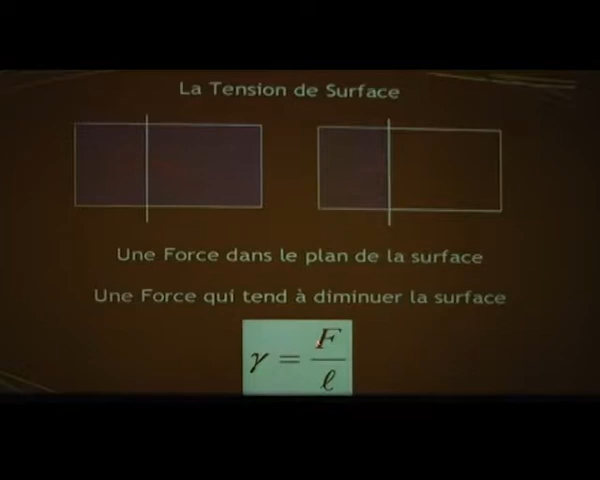 La Tension de Surface
Une Force dans le plan de la surface
Une Force qui tend à diminuer la surface
γ = F / ℓ